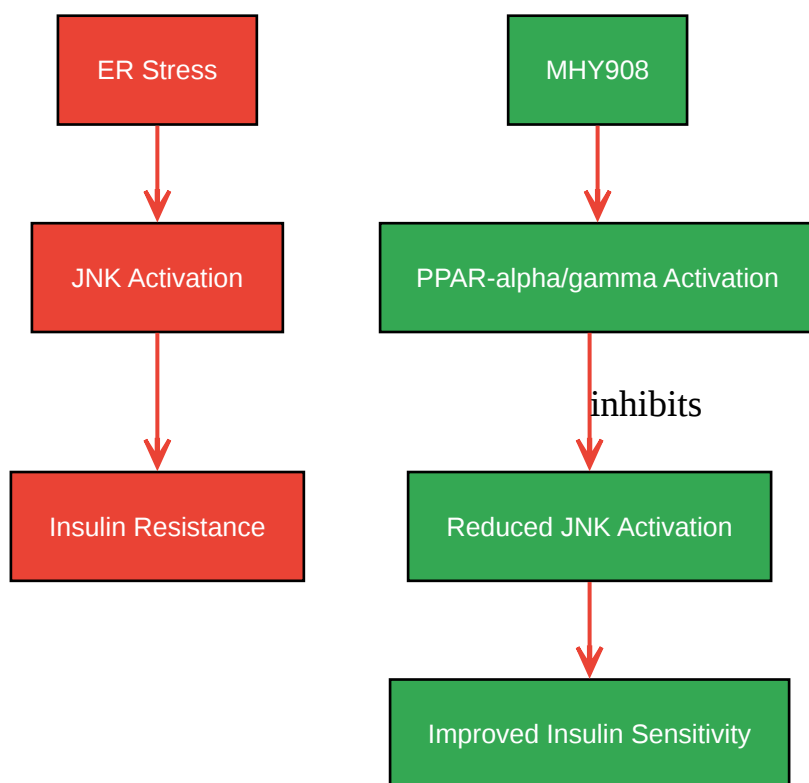 ER Stress
MHY908
JNK Activation
PPAR-alpha/gamma Activation
inhibits
Insulin Resistance
Reduced JNK Activation
Improved Insulin Sensitivity